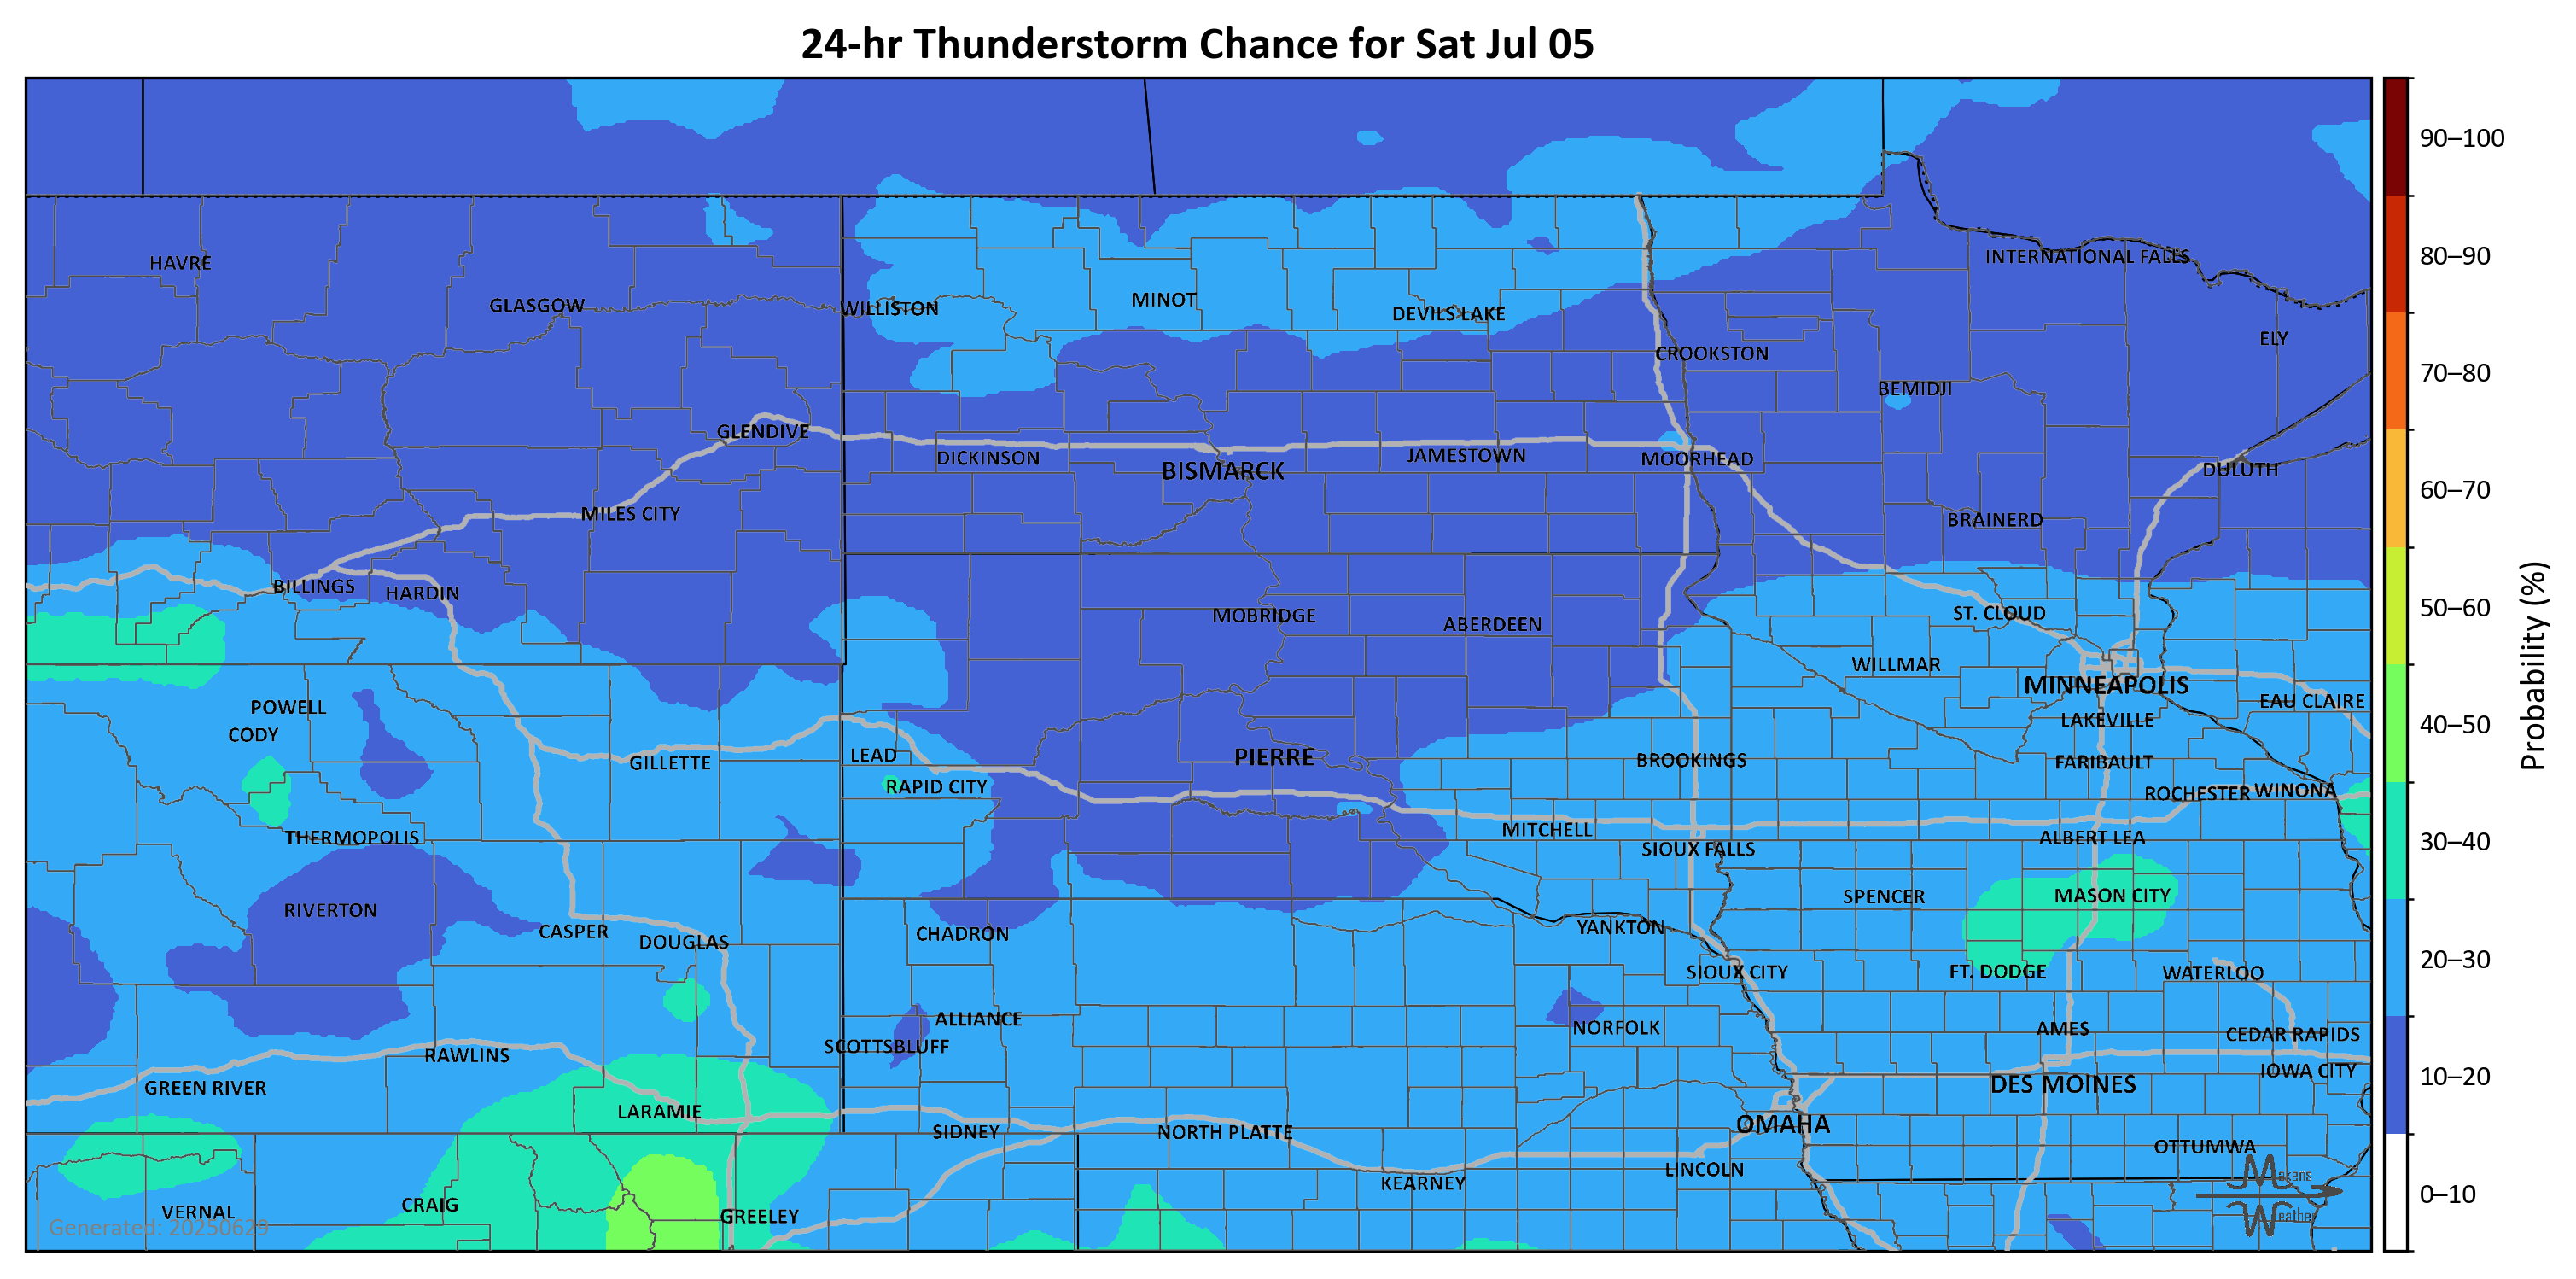 24-hr Thunderstorm Chance for Sat Jul 05
90–100
HAVRE
INTERNATIONAL FALLS
80–90
GLASGOW
WILLISTON
MINOT
DEVILS LAKE
ELY
CROOKSTON
70–80
BEMIDJI
GLENDIVE
DICKINSON
BISMARCK
JAMESTOWN
MOORHEAD
DULUTH
60–70
MILES CITY
BRAINERD
BILLINGS
HARDIN
MOBRIDGE
ABERDEEN
ST. CLOUD
50–60
WILLMAR
MINNEAPOLIS
Probability (%)
POWELL
EAU CLAIRE
CODY
LAKEVILLE
40–50
LEAD
GILLETTE
PIERRE
BROOKINGS
FARIBAULT
RAPID CITY
ROCHESTER
WINONA
THERMOPOLIS
MITCHELL
ALBERT LEA
30–40
SIOUX FALLS
RIVERTON
SPENCER
MASON CITY
CASPER
DOUGLAS
CHADRON
YANKTON
20–30
SIOUX CITY
FT. DODGE
WATERLOO
ALLIANCE
NORFOLK
AMES
CEDAR RAPIDS
SCOTTSBLUFF
RAWLINS
IOWA CITY
10–20
GREEN RIVER
DES MOINES
LARAMIE
OMAHA
SIDNEY
NORTH PLATTE
OTTUMWA
LINCOLN
KEARNEY
Makens
0–10
VERNAL
CRAIG
GREELEY
Weather
Generated: 20250629